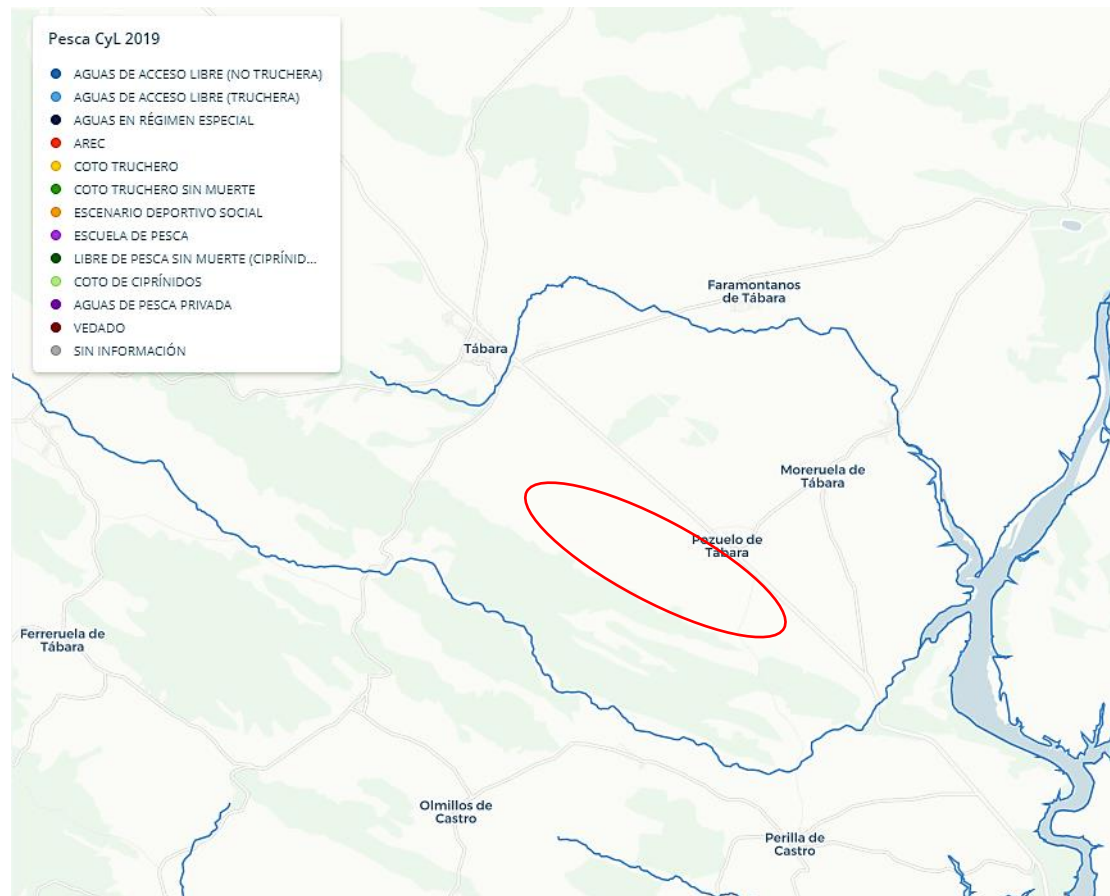 Pesca CyL 2019
AGUAS DE ACCESO LIBRE (NO TRUCHERA)
AGUAS DE ACCESO LIBRE (TRUCHERA)
AGUAS EN RÉGIMEN ESPECIAL
AREC
COTO TRUCHERO
COTO TRUCHERO SIN MUERTE
ESCENARIO DEPORTIVO SOCIAL
ESCUELA DE PESCA
LIBRE DE PESCA SIN MUERTE (CIPRÍNID...
COTO DE CIPRÍNIDOS
AGUAS DE PESCA PRIVADA
VEDADO
SIN INFORMACIÓN
Faramontanos
de Tábara
Tábara
Moreruela de
Tábara
Pozuelo de
Tábara
Ferreruela de
Tábara
Olmillos de
Castro
Perilla de
Castro